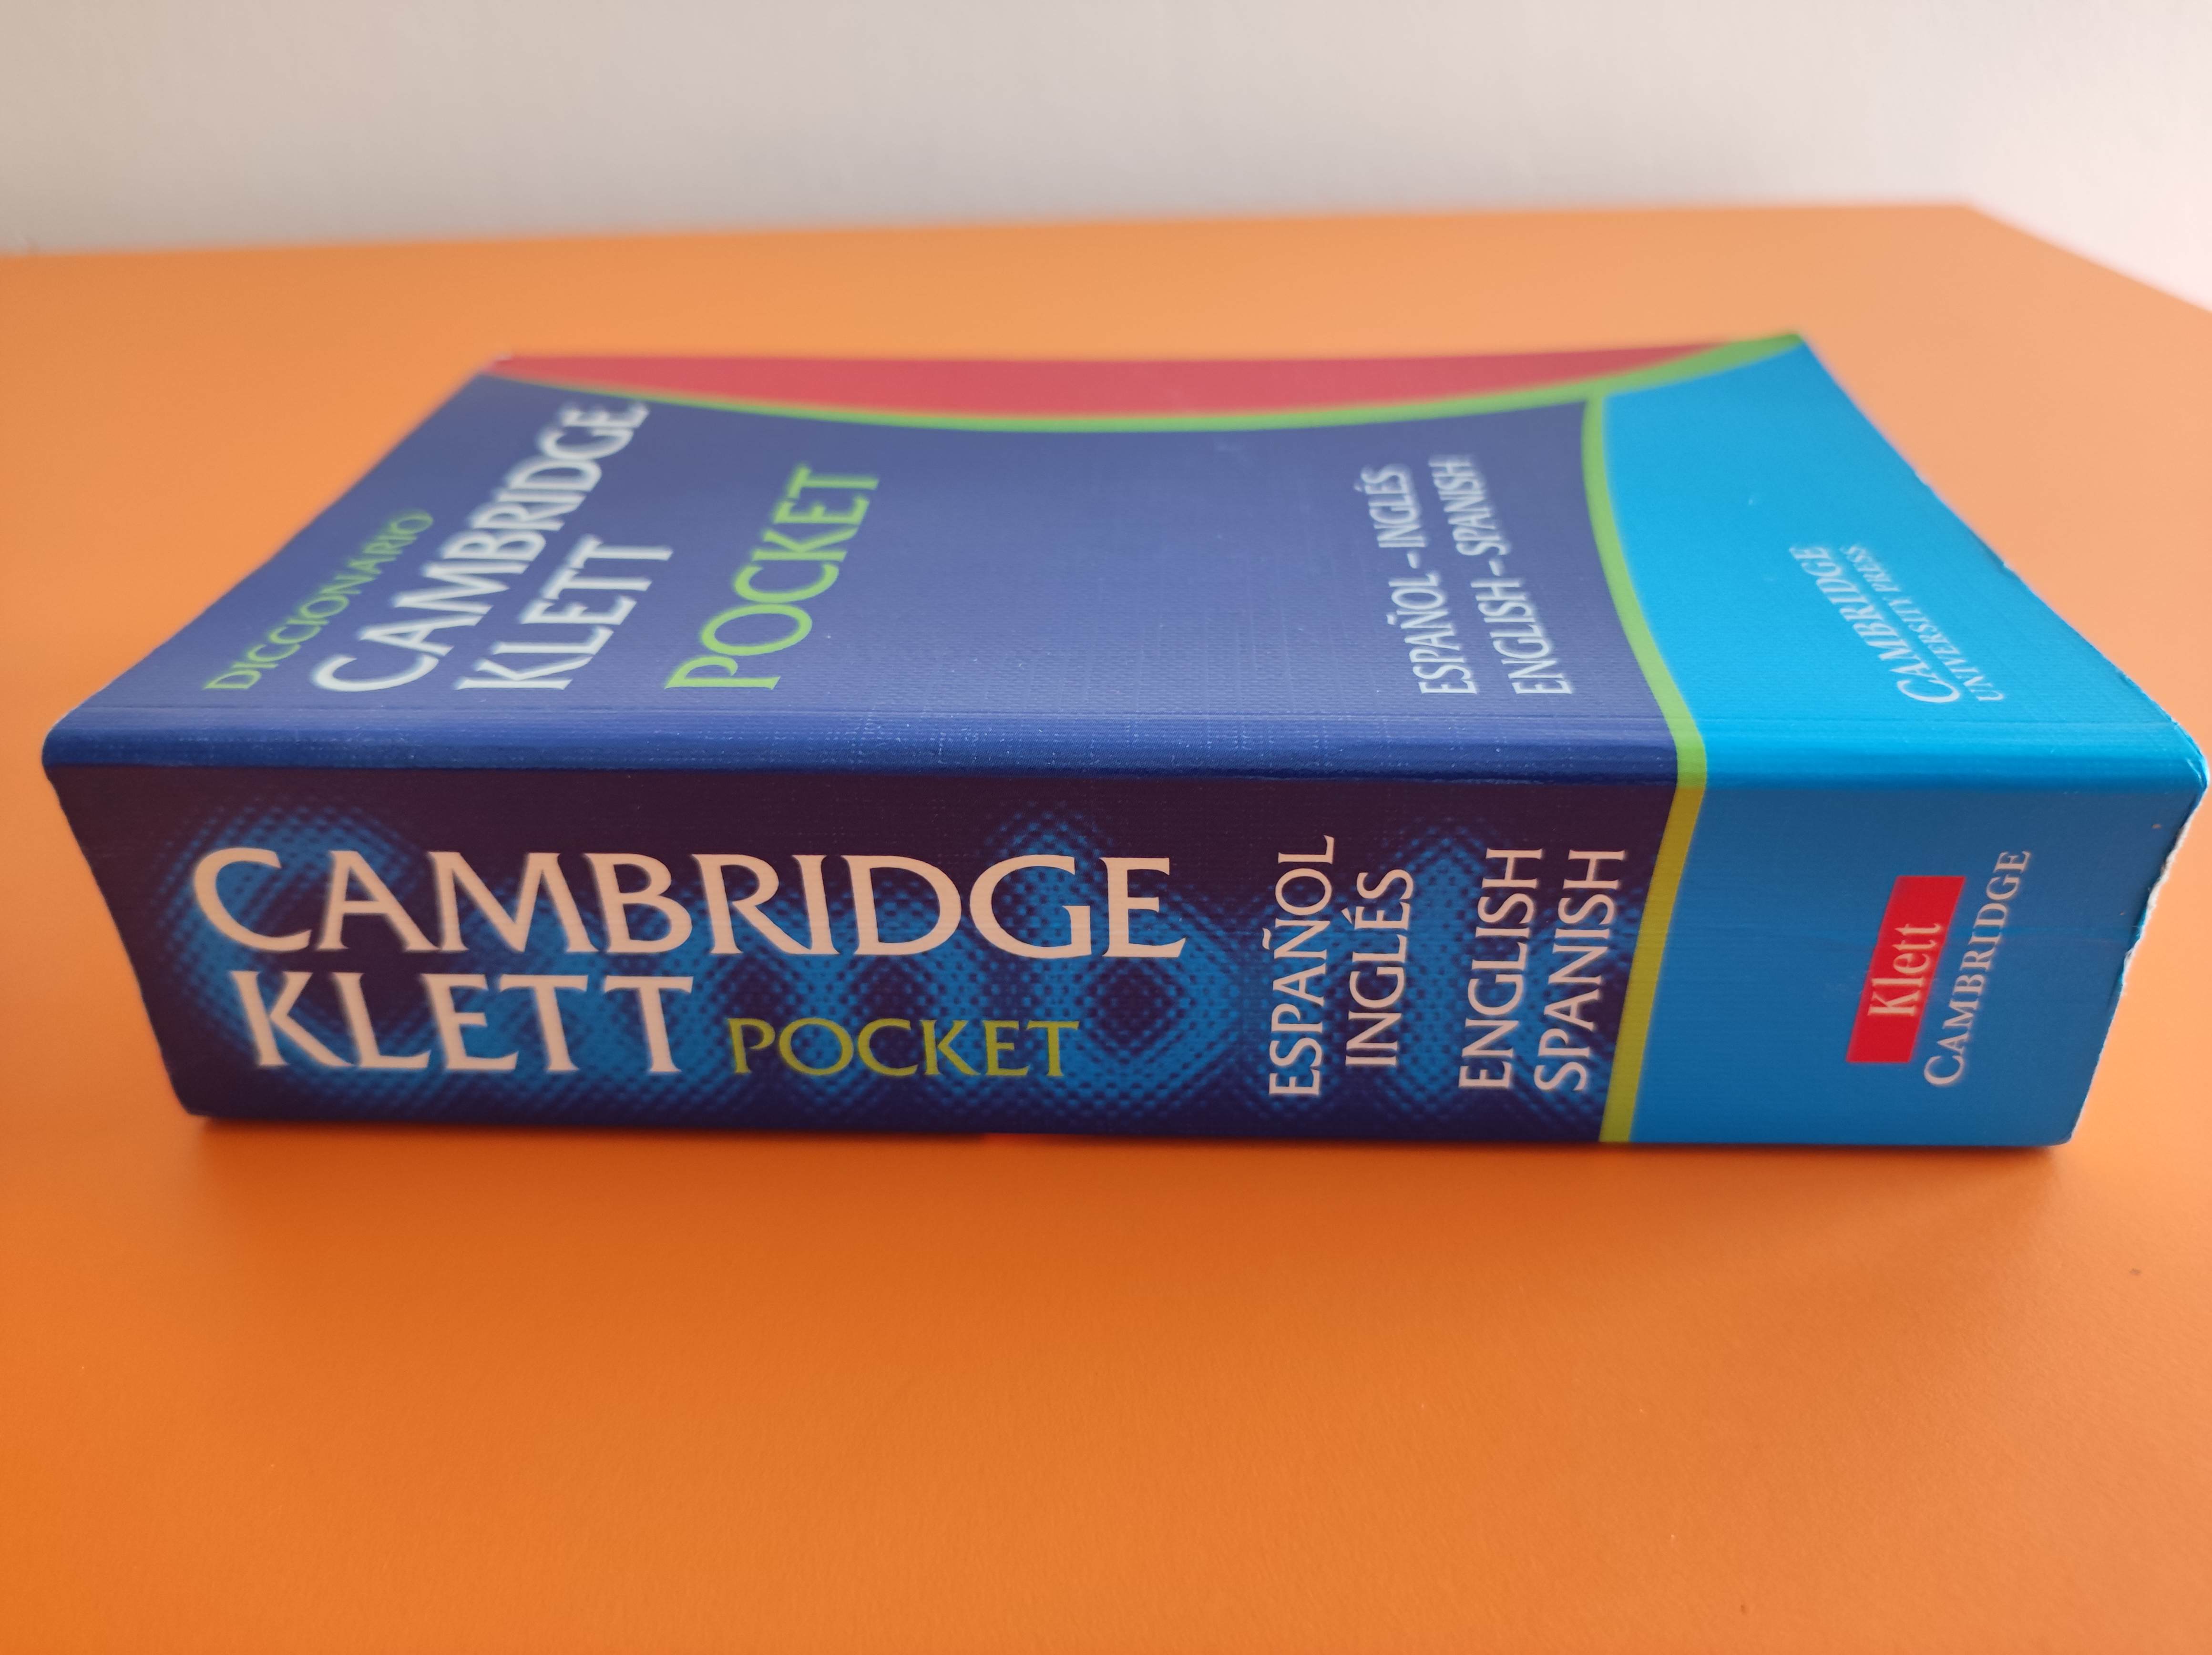 DICCIONARIO
CAMBRIDGE
KLETT
POCKET
ESPAÑOL – INGLÉS
ENGLISH – SPANISH
CAMBRIDGE
UNIVERSITY PRESS
CAMBRIDGE
KLETT POCKET
ESPAÑOL
INGLÉS
ENGLISH
SPANISH
Klett
CAMBRIDGE